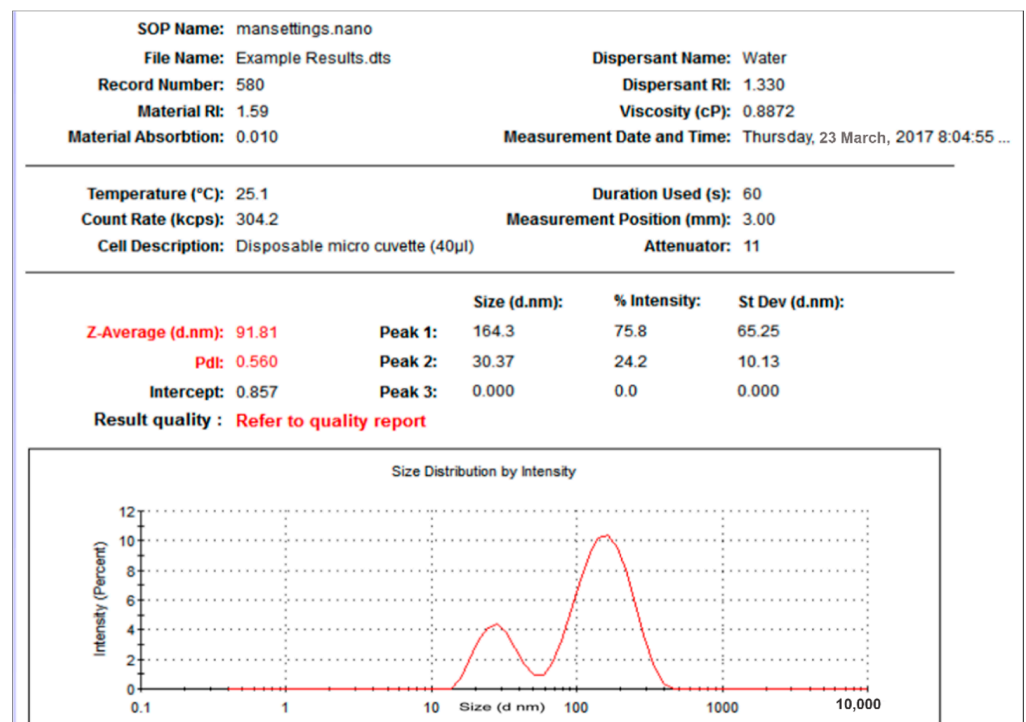 SOP Name: mansettings.nano
File Name: Example Results.dts Dispersant Name: Water
Record Number: 580 Dispersant RI: 1.330
Material RI: 1.59 Viscosity (cP): 0.8872
Material Absorbtion: 0.010 Measurement Date and Time: Thursday, 23 March, 2017 8:04:55 ...
Temperature (°C): 25.1 Duration Used (s): 60
Count Rate (kcps): 304.2 Measurement Position (mm): 3.00
Cell Description: Disposable micro cuvette (40µl) Attenuator: 11
Size (d.nm): % Intensity: St Dev (d.nm):
Z-Average (d.nm): 91.81 Peak 1: 164.3 75.8 65.25
PdI: 0.560 Peak 2: 30.37 24.2 10.13
Intercept: 0.857 Peak 3: 0.000 0.0 0.000
Result quality : Refer to quality report
Size Distribution by Intensity
Intensity (Percent)
12
10
8
6
4
2
0
0.1 1 10 Size (d nm) 100 1000 10,000